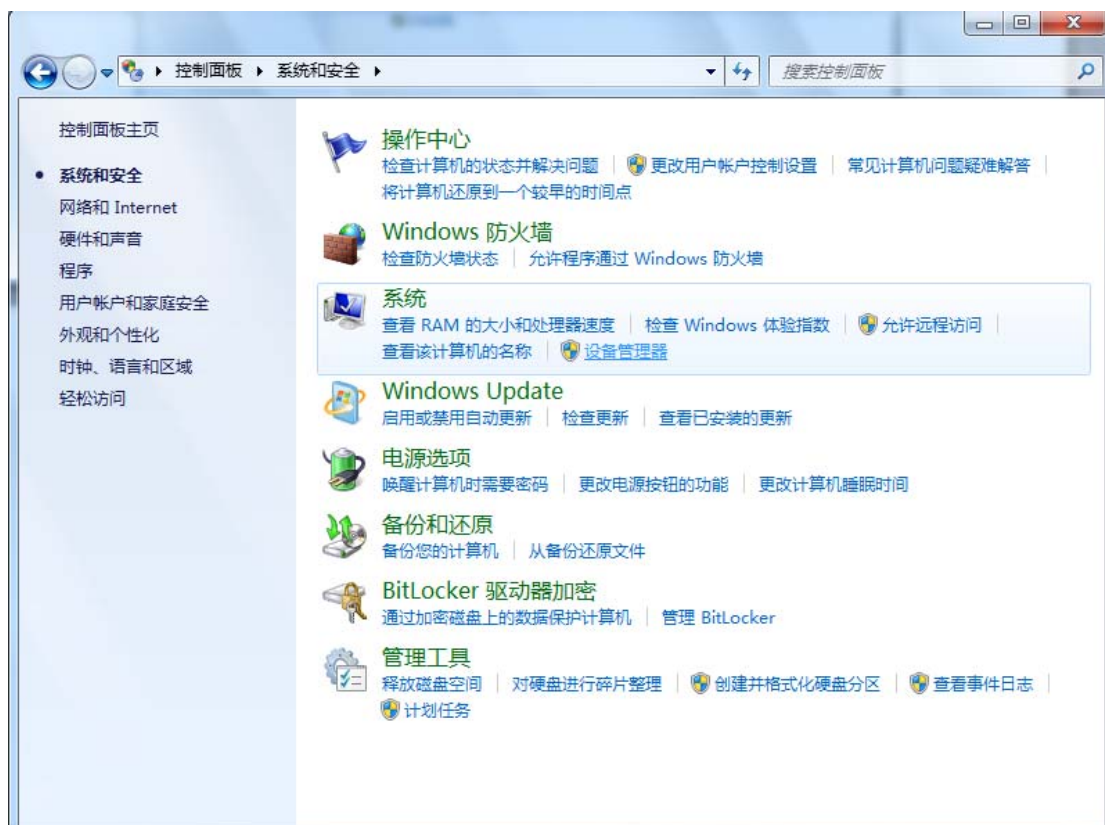 控制面板 系统和安全 搜索控制面板
控制面板主页
系统和安全
网络和 Internet
硬件和声音
程序
用户帐户和家庭安全
外观和个性化
时钟、语言和区域
轻松访问
操作中心
检查计算机的状态并解决问题 更改用户帐户控制设置 常见计算机问题疑难解答
将计算机还原到一个较早的时间点
Windows 防火墙
检查防火墙状态 允许程序通过 Windows 防火墙
系统
查看 RAM 的大小和处理器速度 检查 Windows 体验指数 允许远程访问
查看该计算机的名称 设备管理器
Windows Update
启用或禁用自动更新 检查更新 查看已安装的更新
电源选项
唤醒计算机时需要密码 更改电源按钮的功能 更改计算机睡眠时间
备份和还原
备份您的计算机 从备份还原文件
BitLocker 驱动器加密
通过加密磁盘上的数据保护计算机 管理 BitLocker
管理工具
释放磁盘空间 对硬盘进行碎片整理 创建并格式化硬盘分区 查看事件日志
计划任务